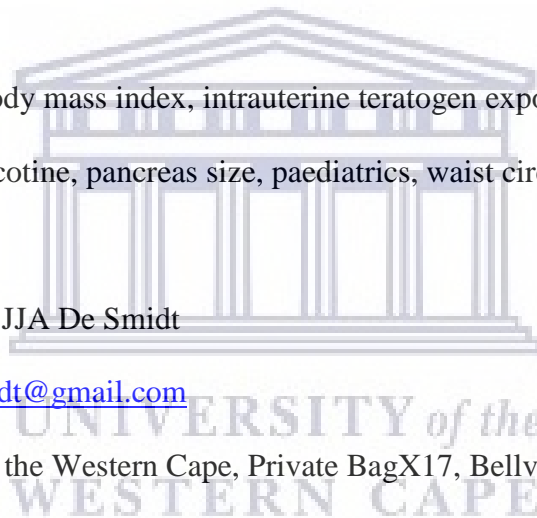 ody mass index, intrauterine teratogen expo
cotine, pancreas size, paediatrics, waist cir
JJA De Smidt
dt@gmail.com
UNIVERSITY of the
the Western Cape, Private BagX17, Bellv
WESTERN CAPE